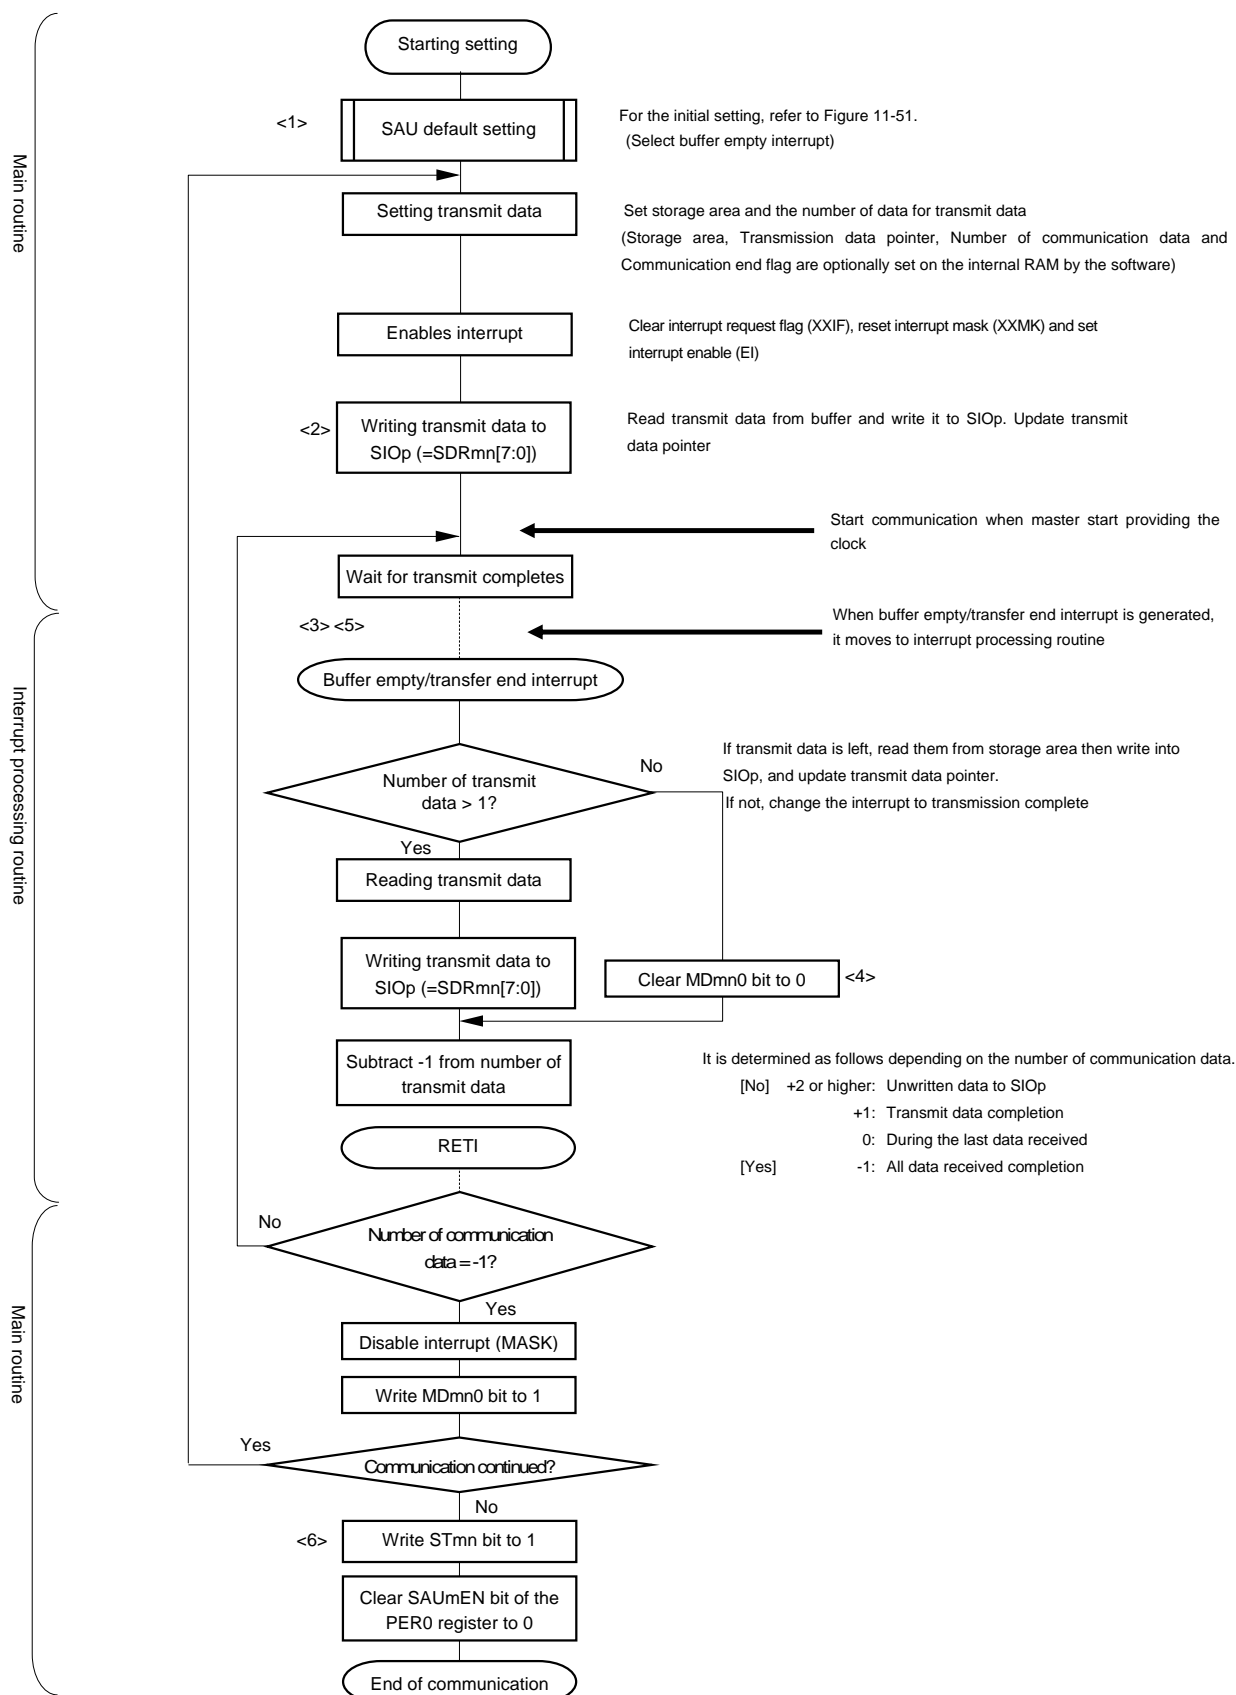 Starting setting
<1>
SAU default setting
For the initial setting, refer to Figure 11-51.
(Select buffer empty interrupt)
Main routine
Setting transmit data
Set storage area and the number of data for transmit data
(Storage area, Transmission data pointer, Number of communication data and
Communication end flag are optionally set on the internal RAM by the software)
Enables interrupt
Clear interrupt request flag (XXIF), reset interrupt mask (XXMK) and set
interrupt enable (EI)
<2>
Writing transmit data to
SIOp (=SDRmn[7:0])
Read transmit data from buffer and write it to SIOp. Update transmit
data pointer
Start communication when master start providing the
clock
Wait for transmit completes
<3> <5>
When buffer empty/transfer end interrupt is generated,
it moves to interrupt processing routine
Buffer empty/transfer end interrupt
Interrupt processing routine
Number of transmit
data > 1?
No
Yes
If transmit data is left, read them from storage area then write into
SIOp, and update transmit data pointer.
If not, change the interrupt to transmission complete
Reading transmit data
Writing transmit data to
SIOp (=SDRmn[7:0])
Clear MDmn0 bit to 0
<4>
Subtract -1 from number of
transmit data
It is determined as follows depending on the number of communication data.
[No] +2 or higher: Unwritten data to SIOp
+1: Transmit data completion
0: During the last data received
[Yes] -1: All data received completion
RETI
No
Number of communication
data = -1?
Yes
Main routine
Disable interrupt (MASK)
Write MDmn0 bit to 1
Yes
Communication continued?
No
<6>
Write STmn bit to 1
Clear SAUmEN bit of the
PER0 register to 0
End of communication